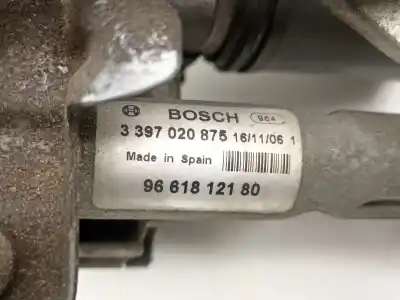 BOSCH 964
3 397 020 875 16/11/06 1
Made in Spain
96 618 121 80